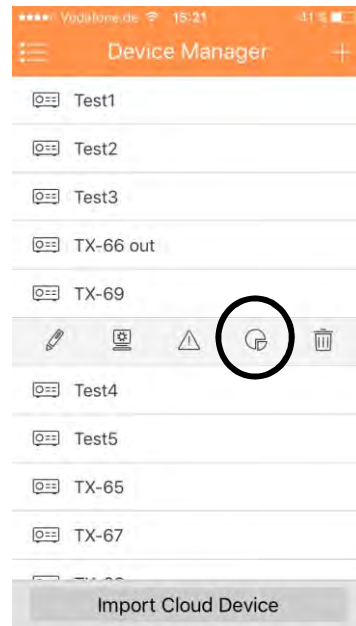 Vodafone.de 15:21 41 %
Device Manager
Test1
Test2
Test3
TX-66 out
TX-69
Test4
Test5
TX-65
TX-67
Import Cloud Device